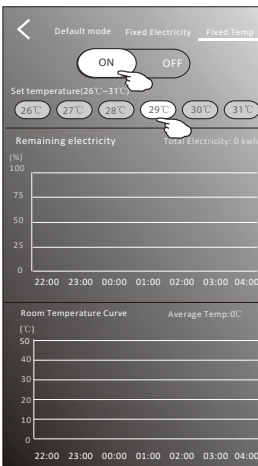 Default mode Fixed Electricity Fixed Temp
ON OFF
Set temperature(26℃~31℃)
26℃ 27℃ 28℃ 29℃ 30℃ 31℃
Remaining electricity Total Electricity: 0 kwh
(%)
100
75
50
25
0
22:00 23:00 00:00 01:00 02:00 03:00 04:00
Room Temperature Curve Average Temp:0℃
(℃)
50
40
30
20
10
0
22:00 23:00 00:00 01:00 02:00 03:00 04:00